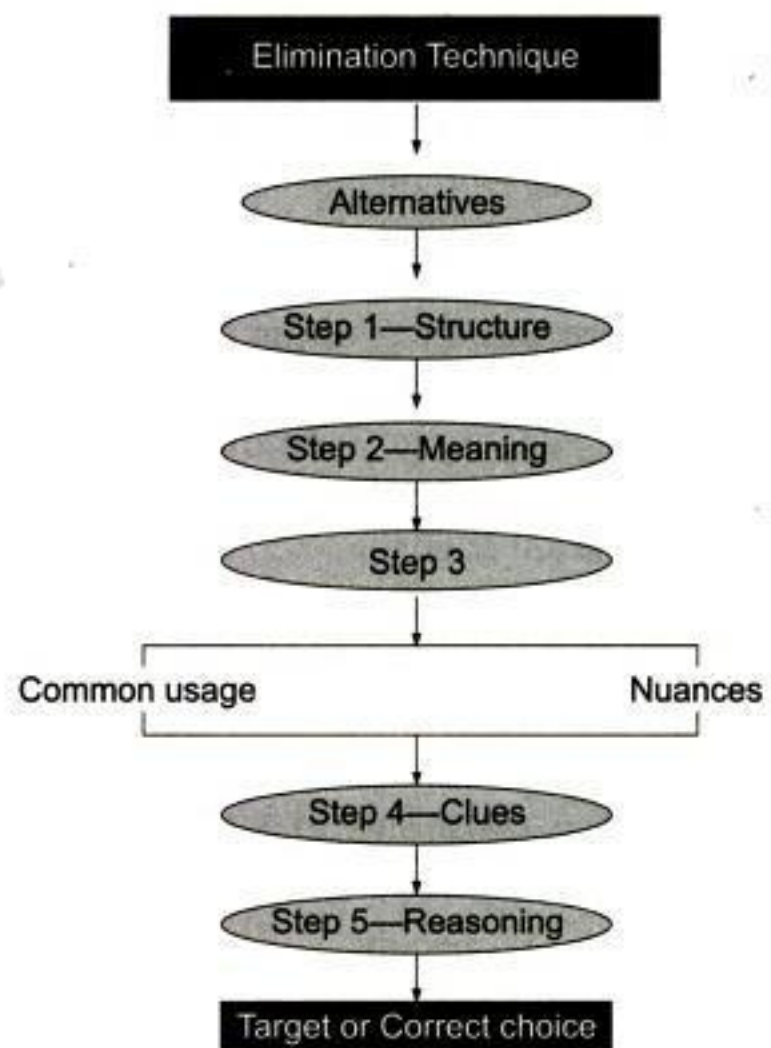 Elimination Technique
Alternatives
Step 1—Structure
Step 2—Meaning
Step 3
Common usage
Nuances
Step 4—Clues
Step 5—Reasoning
Target or Correct choice